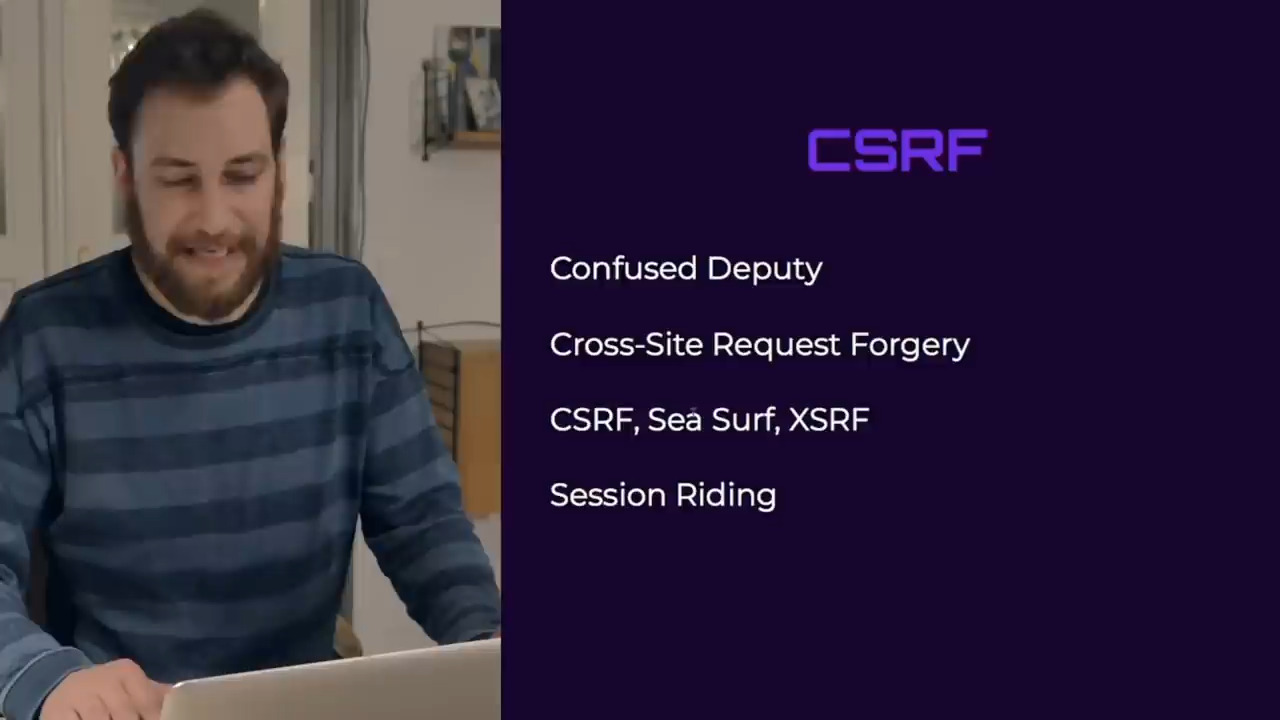 CSRF
Confused Deputy
Cross-Site Request Forgery
CSRF, Sea Surf, XSRF
Session Riding